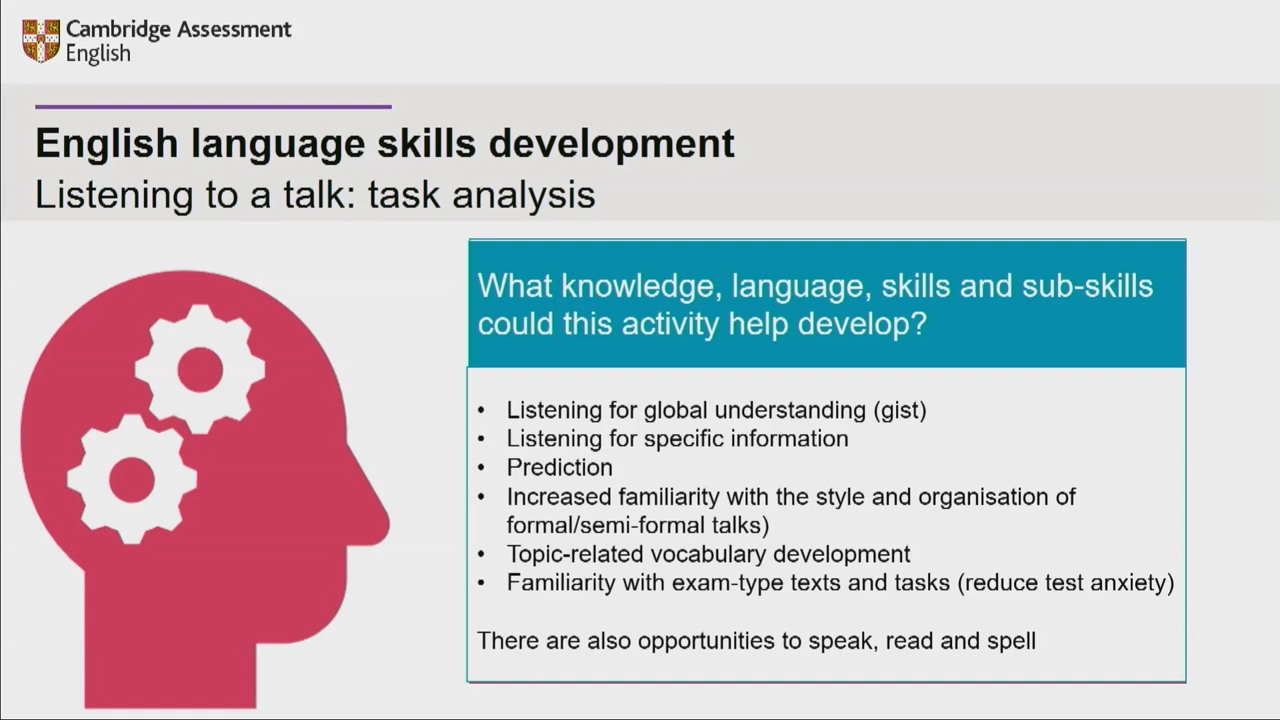 Cambridge Assessment
English
English language skills development
Listening to a talk: task analysis
What knowledge, language, skills and sub-skills
could this activity help develop?
• Listening for global understanding (gist)
• Listening for specific information
• Prediction
• Increased familiarity with the style and organisation of
formal/semi-formal talks)
• Topic-related vocabulary development
• Familiarity with exam-type texts and tasks (reduce test anxiety)
There are also opportunities to speak, read and spell